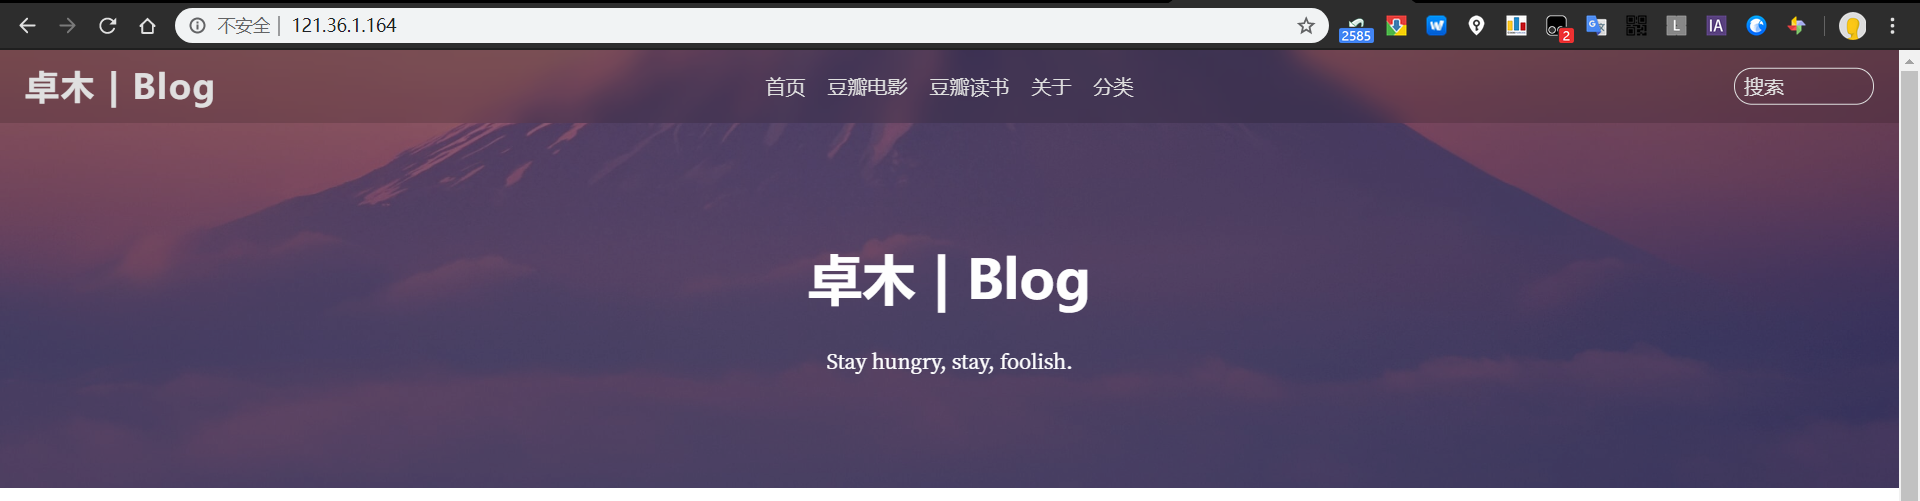 不安全 | 121.36.1.164
2585
2
L
IA
卓木 | Blog
首页 豆瓣电影 豆瓣读书 关于 分类
搜索
卓木 | Blog
Stay hungry, stay, foolish.